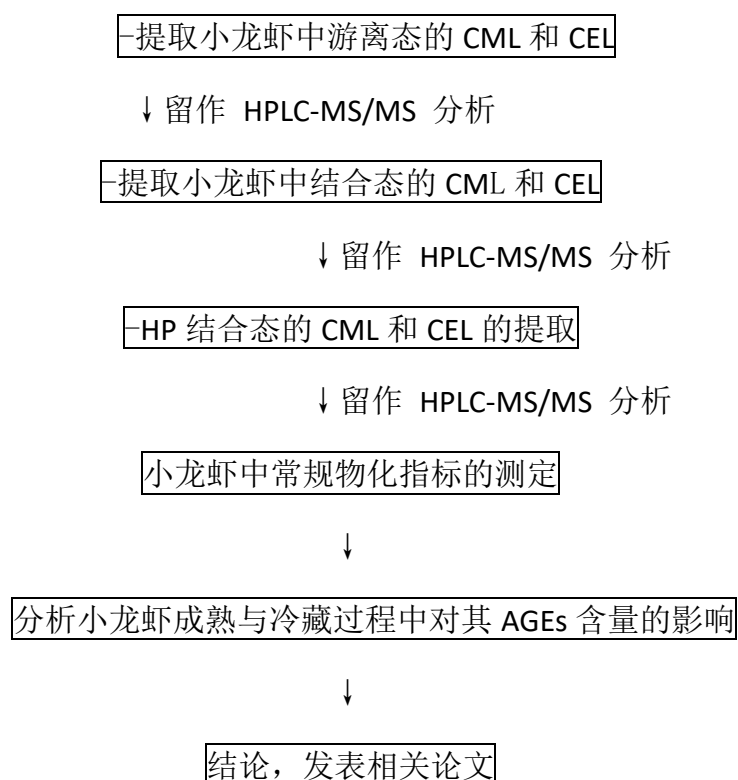 -提取小龙虾中游离态的 CML 和 CEL
↓留作 HPLC-MS/MS 分析
-提取小龙虾中结合态的 CML 和 CEL
↓留作 HPLC-MS/MS 分析
-HP 结合态的 CML 和 CEL 的提取
↓留作 HPLC-MS/MS 分析
小龙虾中常规物化指标的测定
↓
分析小龙虾成熟与冷藏过程中对其 AGEs 含量的影响
↓
结论，发表相关论文